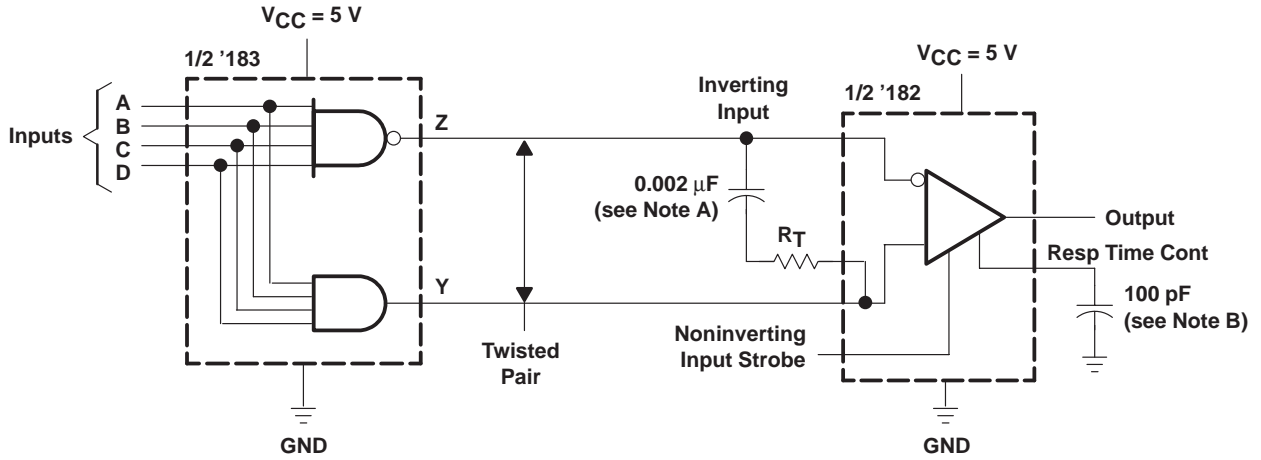 VCC = 5 V
1/2 '183
Inputs
A
B
C
D
Z
Y
Twisted
Pair
GND
Inverting
Input
0.002 μF
(see Note A)
RT
Noninverting
Input Strobe
VCC = 5 V
1/2 '182
Output
Resp Time Cont
100 pF
(see Note B)
GND